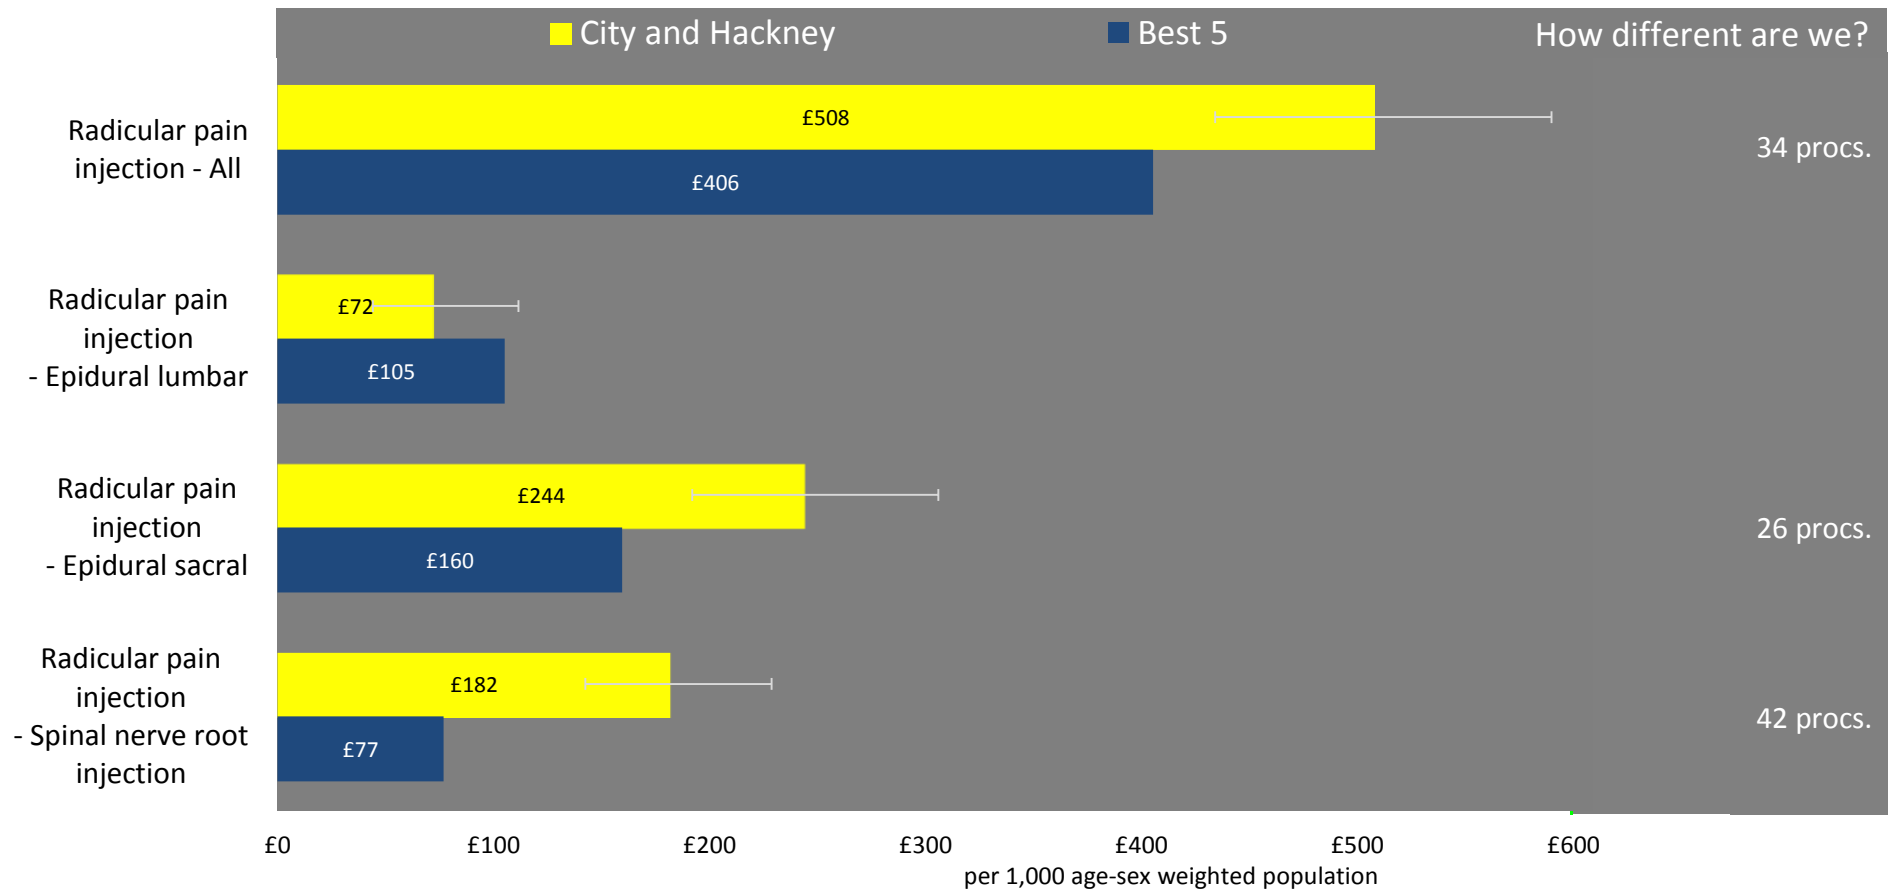 City and Hackney
Best 5
How different are we?
Radicular pain
injection - All
£508
£406
34 procs.
Radicular pain
injection
- Epidural lumbar
£72
£105
Radicular pain
injection
- Epidural sacral
£244
£160
26 procs.
Radicular pain
injection
- Spinal nerve root
injection
£182
£77
42 procs.
£0 £100 £200 £300 £400 £500 £600
per 1,000 age-sex weighted population